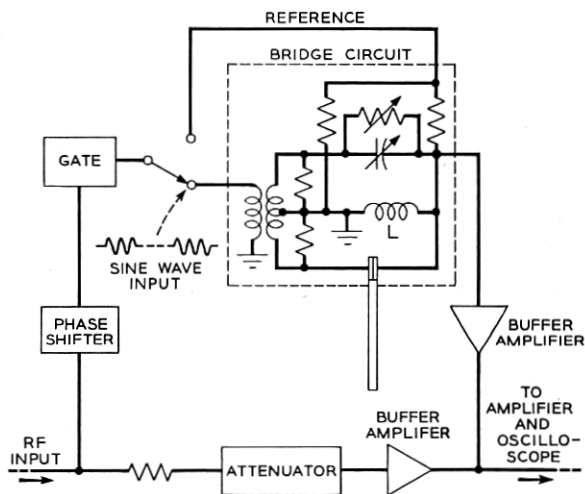 REFERENCE
BRIDGE CIRCUIT
GATE
L
SINE WAVE
INPUT
PHASE
SHIFTER
BUFFER
AMPLIFIER
RF
INPUT
ATTENUATOR
BUFFER
AMPLIFER
TO
AMPLIFIER
AND
OSCILLO-
SCOPE